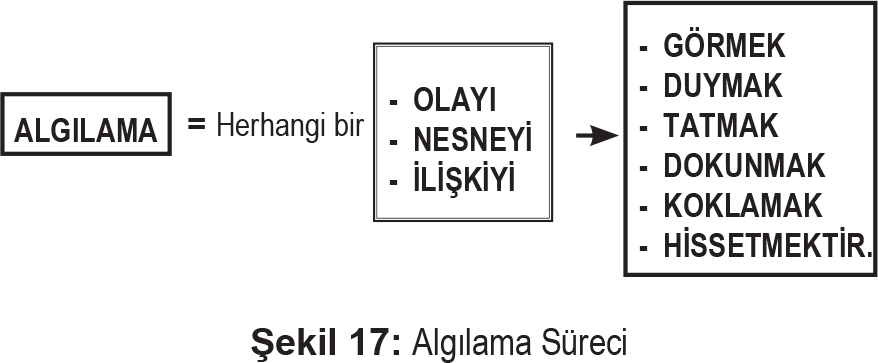 ALGILAMA = Herhangi bir
- OLAYI
- NESNEYİ
- İLİŞKİYİ
- GÖRMEK
- DUYMAK
- TATMAK
- DOKUNMAK
- KOKLAMAK
- HİSSETMEKTİR.
Şekil 17: Algılama Süreci